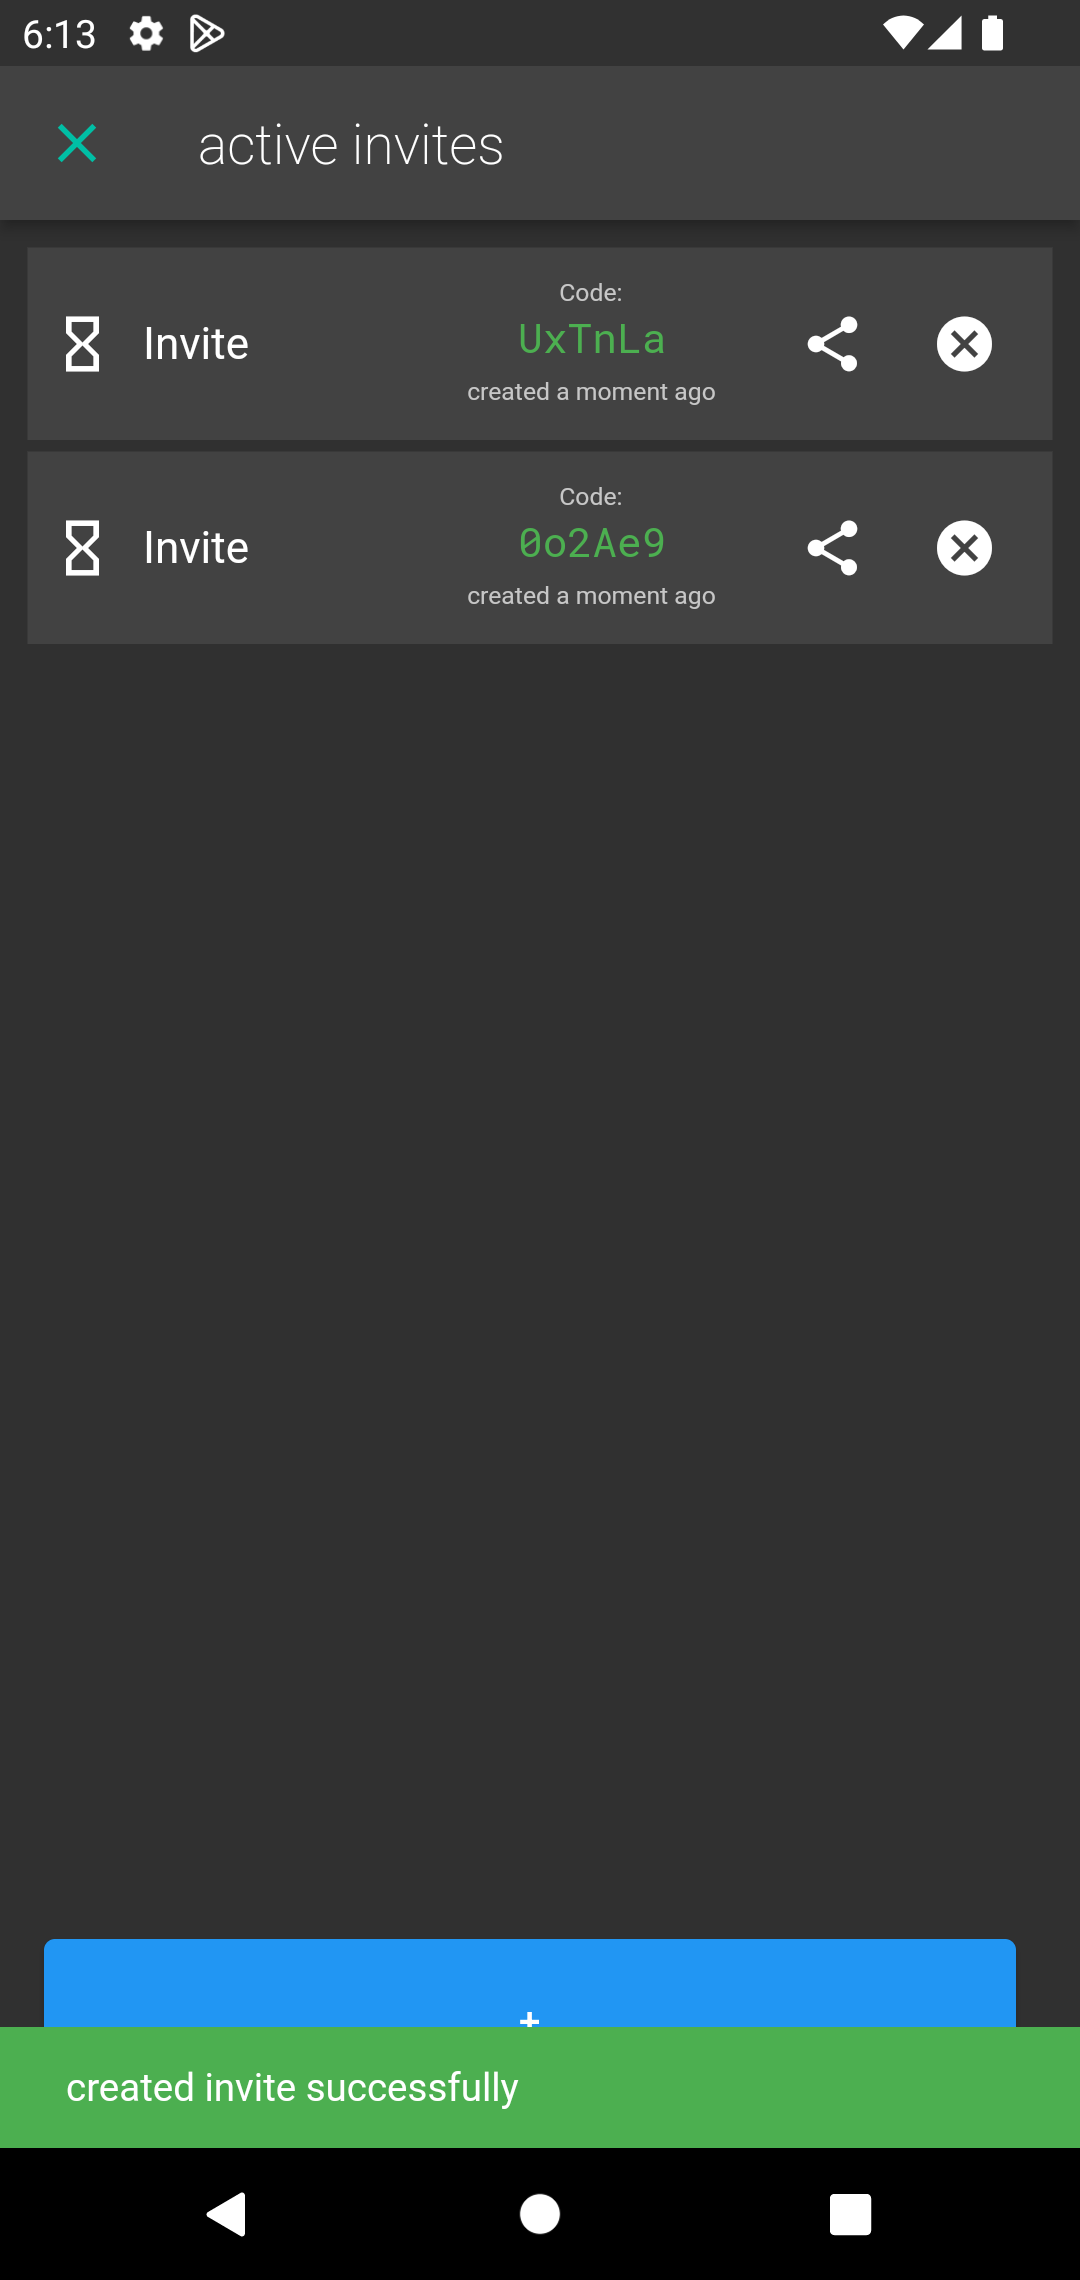 6:13
active invites
Code:
Invite
UxTnLa
created a moment ago
Code:
Invite
0o2Ae9
created a moment ago
+
created invite successfully